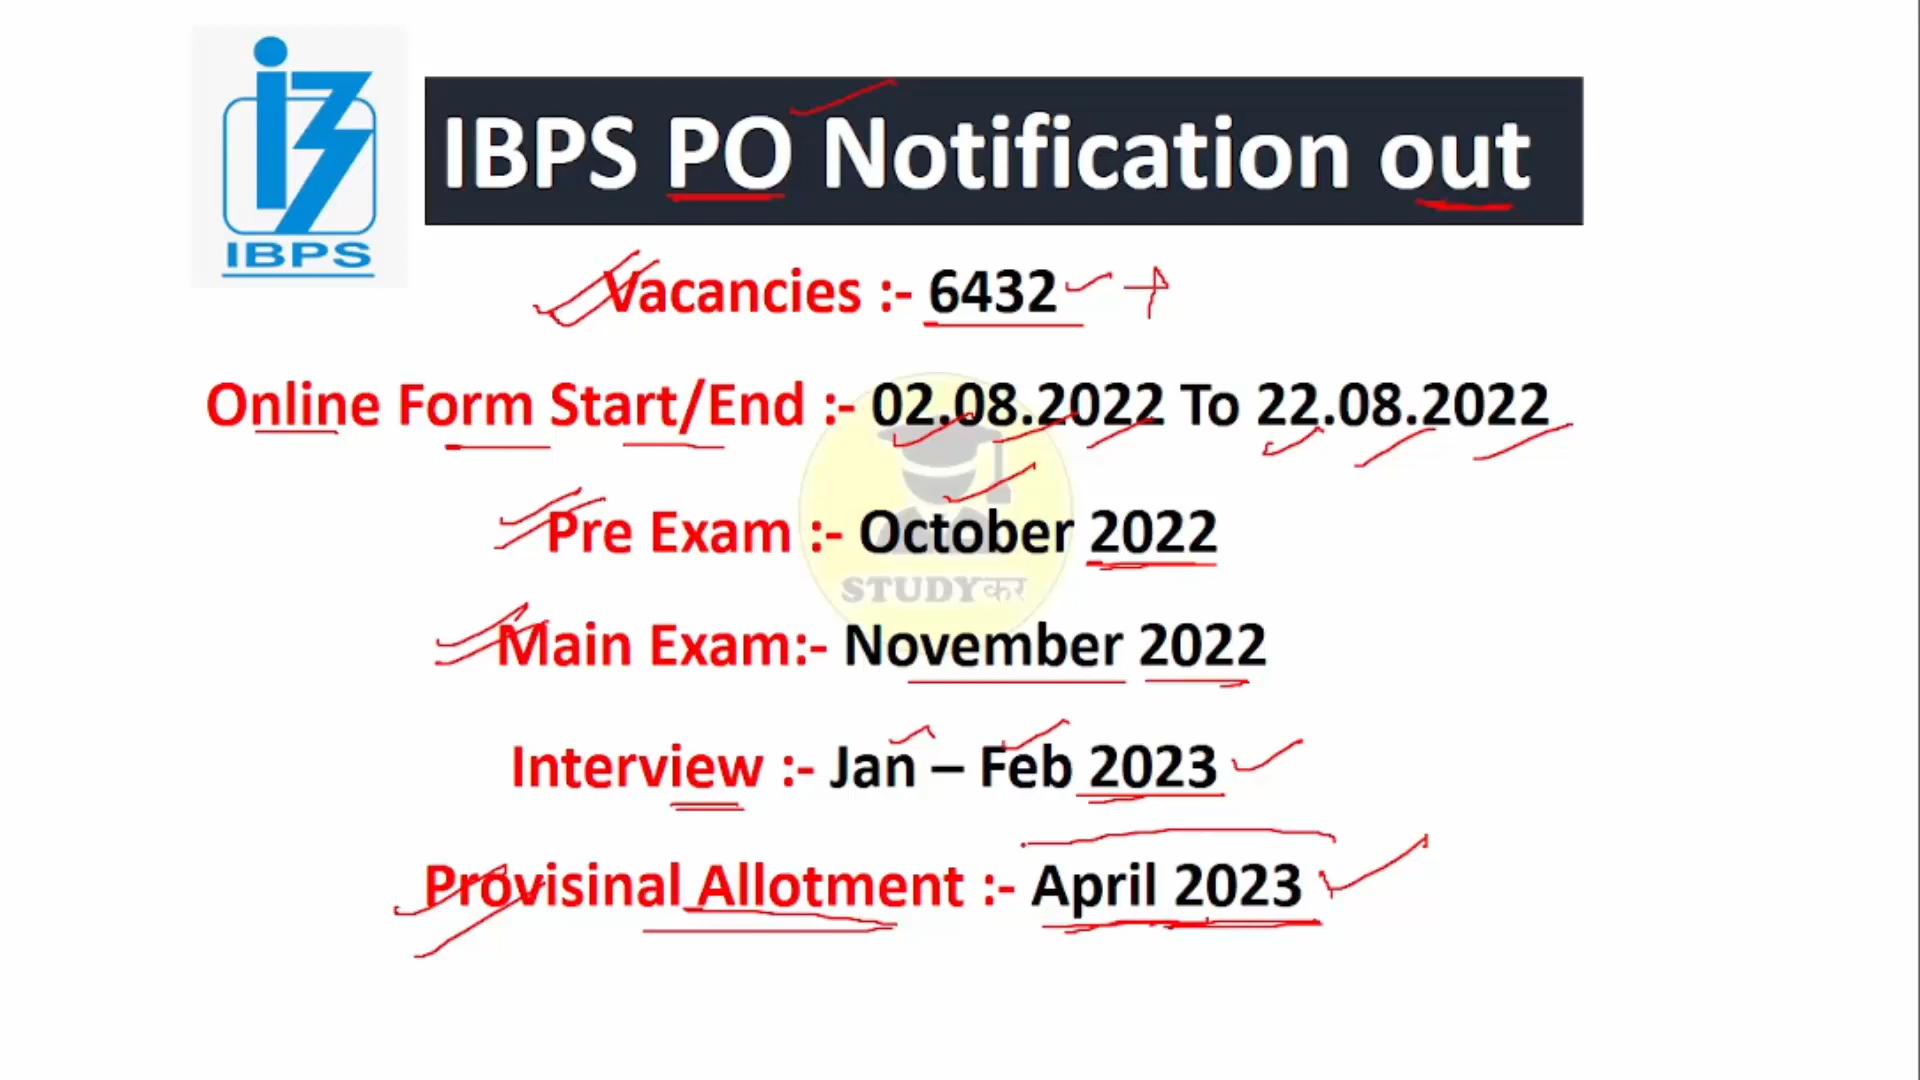 IBPS
IBPS PO Notification out
Vacancies :- 6432
Online Form Start/End :- 02.08.2022 To 22.08.2022
Pre Exam :- October 2022
STUDYकर
Main Exam:- November 2022
Interview :- Jan – Feb 2023
Provisinal Allotment :- April 2023